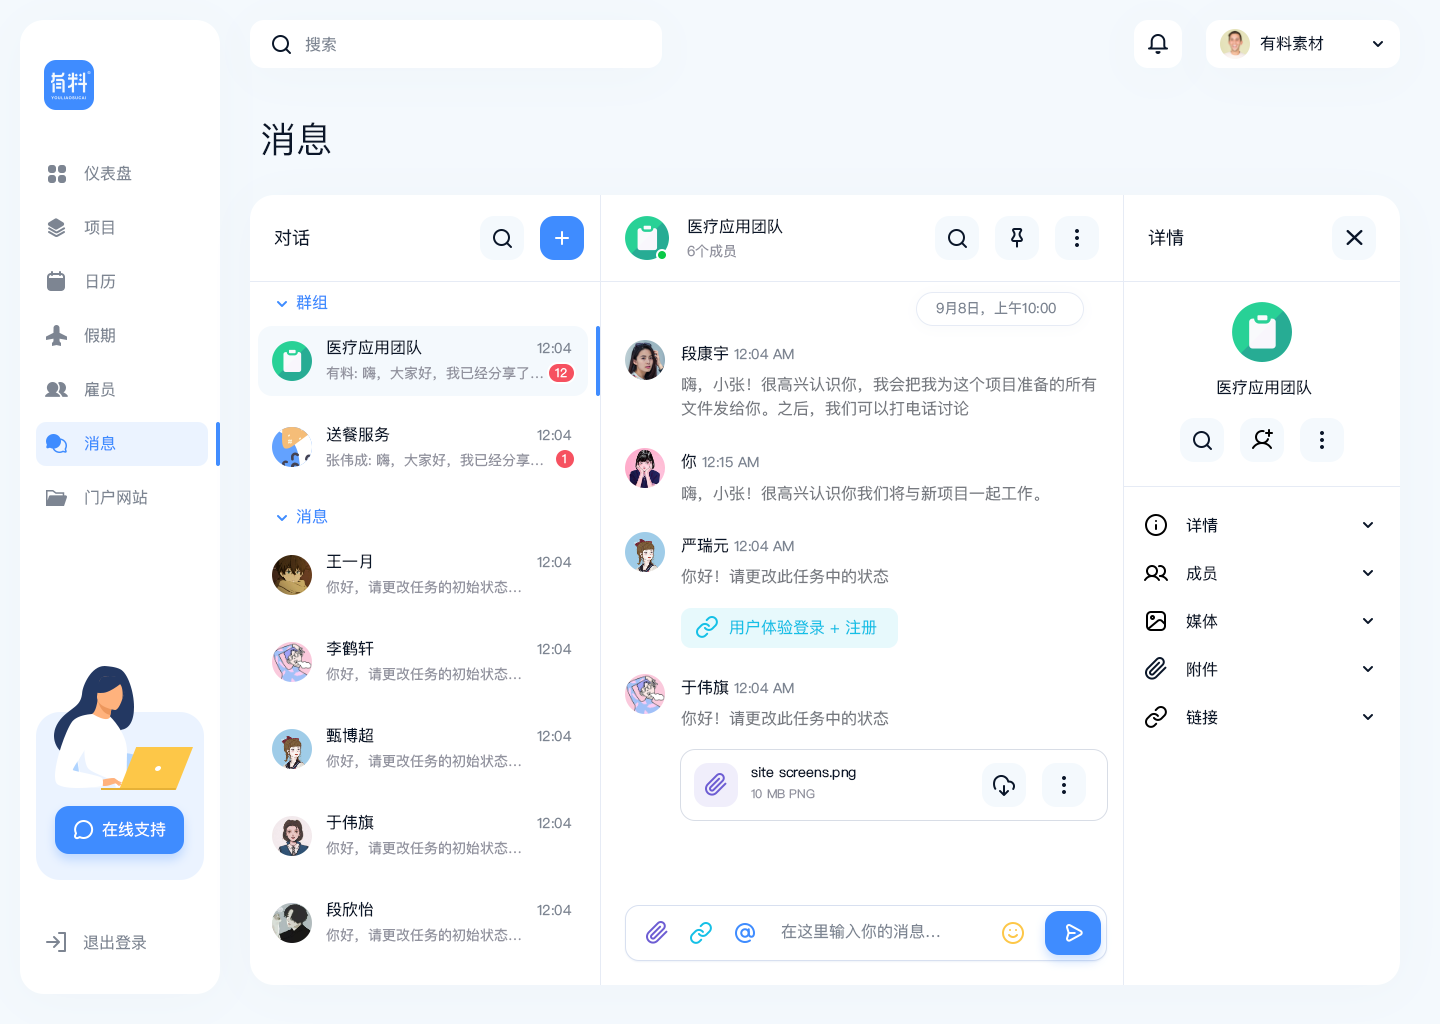 有料
YOULIAOSUCAI
搜索
有料素材
仪表盘
项目
日历
假期
雇员
消息
门户网站
在线支持
退出登录
消息
对话
群组
医疗应用团队 12:04
有料: 嗨，大家好，我已经分享了... 12
送餐服务 12:04
张伟成: 嗨，大家好，我已经分享... 1
消息
王一月 12:04
你好，请更改任务的初始状态...
李鹤轩 12:04
你好，请更改任务的初始状态...
甄博超 12:04
你好，请更改任务的初始状态...
于伟旗 12:04
你好，请更改任务的初始状态...
段欣怡 12:04
你好，请更改任务的初始状态...
医疗应用团队
6个成员
9月8日，上午10:00
段康宇 12:04 AM
嗨，小张！很高兴认识你，我会把我为这个项目准备的所有
文件发给你。之后，我们可以打电话讨论
你 12:15 AM
嗨，小张！很高兴认识你我们将与新项目一起工作。
严瑞元 12:04 AM
你好！请更改此任务中的状态
用户体验登录 + 注册
于伟旗 12:04 AM
你好！请更改此任务中的状态
site screens.png
10 MB PNG
在这里输入你的消息...
详情
医疗应用团队
详情
成员
媒体
附件
链接